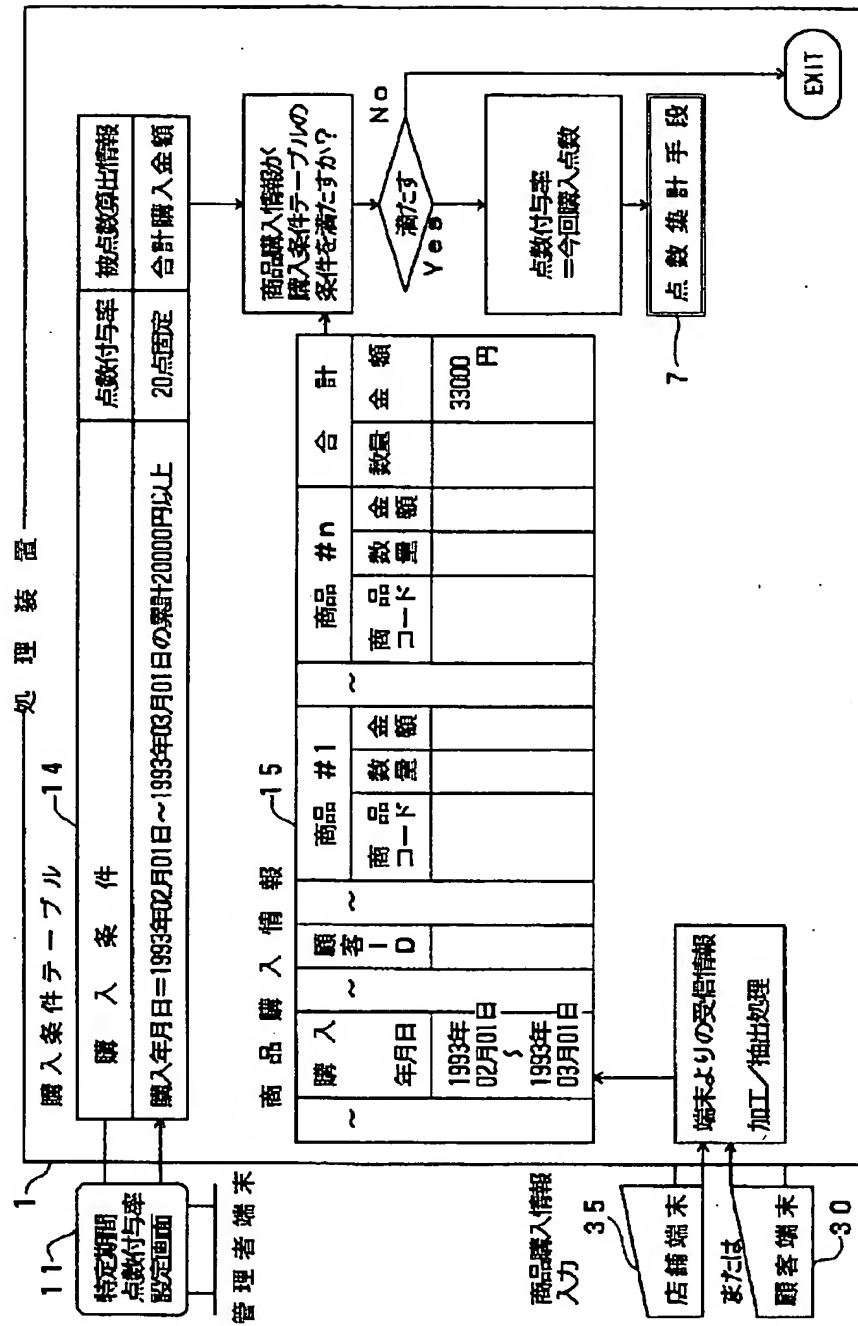 処理装置
1
購入条件テーブル
14
購入条件
点数付与率
被点数算出情報
購入年月日=1993年02月01日~1993年03月01日の累計20000円以上
20点固定
合計購入金額
11
特定期間
点数付与率
設定画面
管理者端末
商品購入情報
15
~
購入
年月日
~
顧客ID
~
商品 #1
商品コード
数量
金額
~
商品 #n
商品コード
数量
金額
合計
数量
金額
1993年
02月01日
~
1993年
03月01日
33000
円
商品購入情報が
購入条件テーブルの
条件を満たすか?
満たす
No
Yes
点数付与率
=今回購入点数
点数集計手段
7
EXIT
商品購入情報
入力
35
店舗端末
または
顧客端末
30
端末よりの受信情報
加工/抽出処理